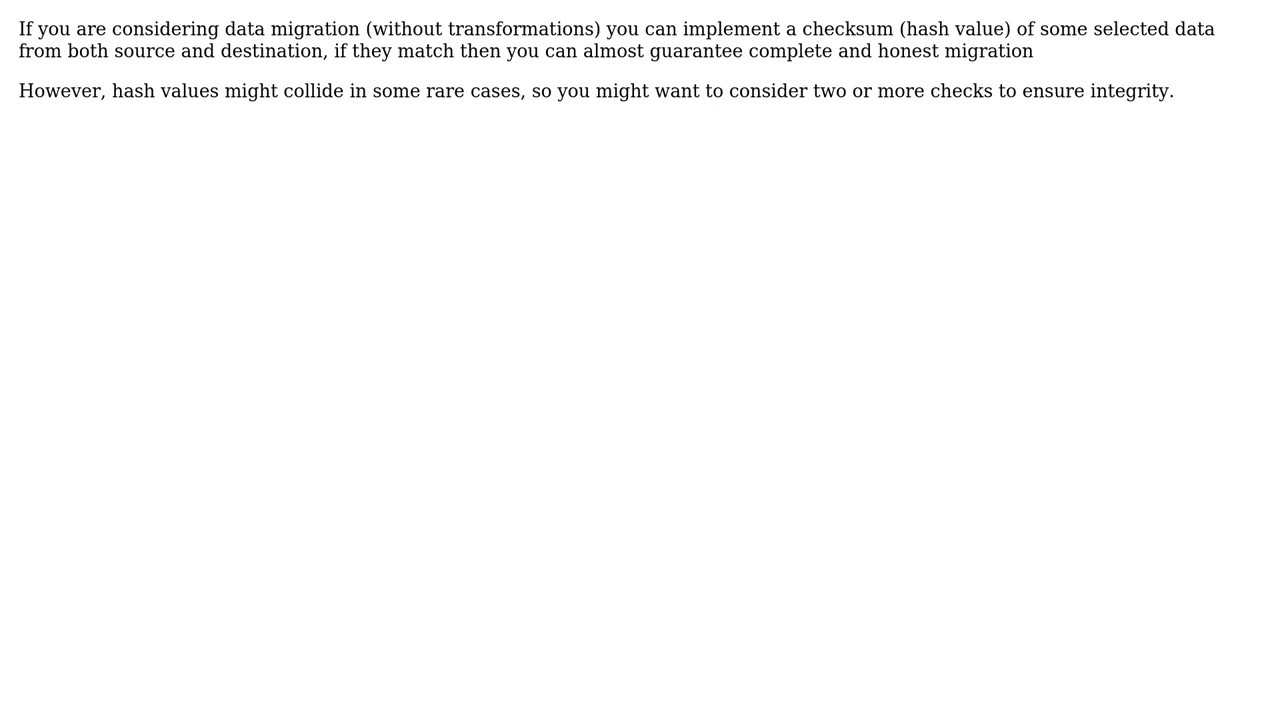 If you are considering data migration (without transformations) you can implement a checksum (hash value) of some selected data
from both source and destination, if they match then you can almost guarantee complete and honest migration
However, hash values might collide in some rare cases, so you might want to consider two or more checks to ensure integrity.